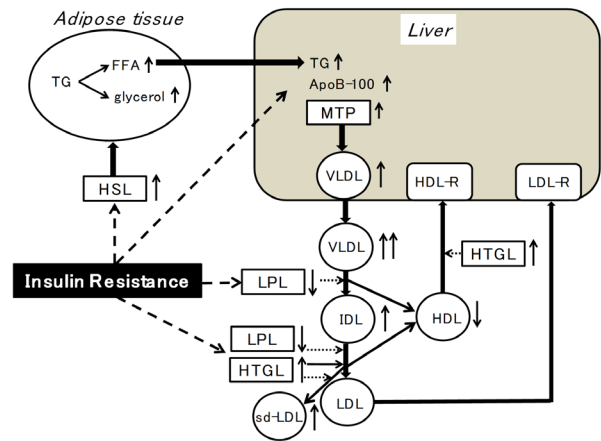 Adipose tissue
Liver
FFA ↑
TG ↑
TG
ApoB-100 ↑
glycerol ↑
MTP ↑
VLDL ↑
HDL-R
LDL-R
HSL ↑
VLDL ↑↑
HTGL ↑
Insulin Resistance
LPL ↓
IDL ↑
HDL ↓
LPL ↓
HTGL ↑
sd-LDL ↑
LDL